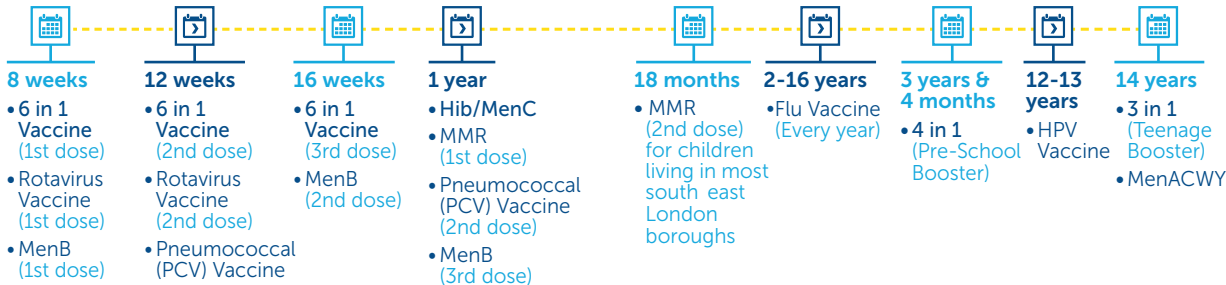 8 weeks
• 6 in 1
Vaccine
(1st dose)
• Rotavirus
Vaccine
(1st dose)
• MenB
(1st dose)
12 weeks
• 6 in 1
Vaccine
(2nd dose)
• Rotavirus
Vaccine
(2nd dose)
• Pneumococcal
(PCV) Vaccine
16 weeks
• 6 in 1
Vaccine
(3rd dose)
• MenB
(2nd dose)
1 year
• Hib/MenC
• MMR
(1st dose)
• Pneumococcal
(PCV) Vaccine
(2nd dose)
• MenB
(3rd dose)
18 months
• MMR
(2nd dose)
for children
living in most
south east
London
boroughs
2-16 years
• Flu Vaccine
(Every year)
3 years &
4 months
• 4 in 1
(Pre-School
Booster)
12-13
years
• HPV
Vaccine
14 years
• 3 in 1
(Teenage
Booster)
• MenACWY